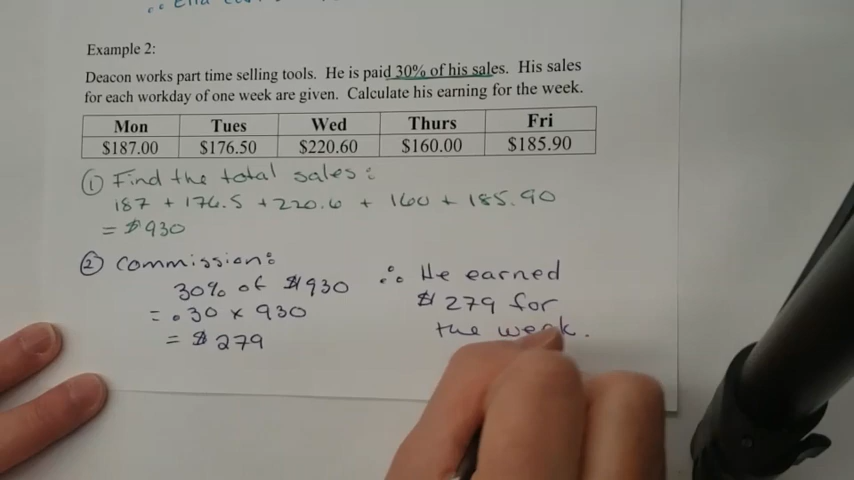 Example 2:
Deacon works part time selling tools. He is paid 30% of his sales. His sales
for each workday of one week are given. Calculate his earning for the week.
Mon Tues Wed Thurs Fri
$187.00 $176.50 $220.60 $160.00 $185.90
① Find the total sales:
187 + 176.5 + 220.6 + 160 + 185.90
= $930
② Commission:
30% of $930
= .30 x 930
= $279
∴ He earned
$279 for
the week.